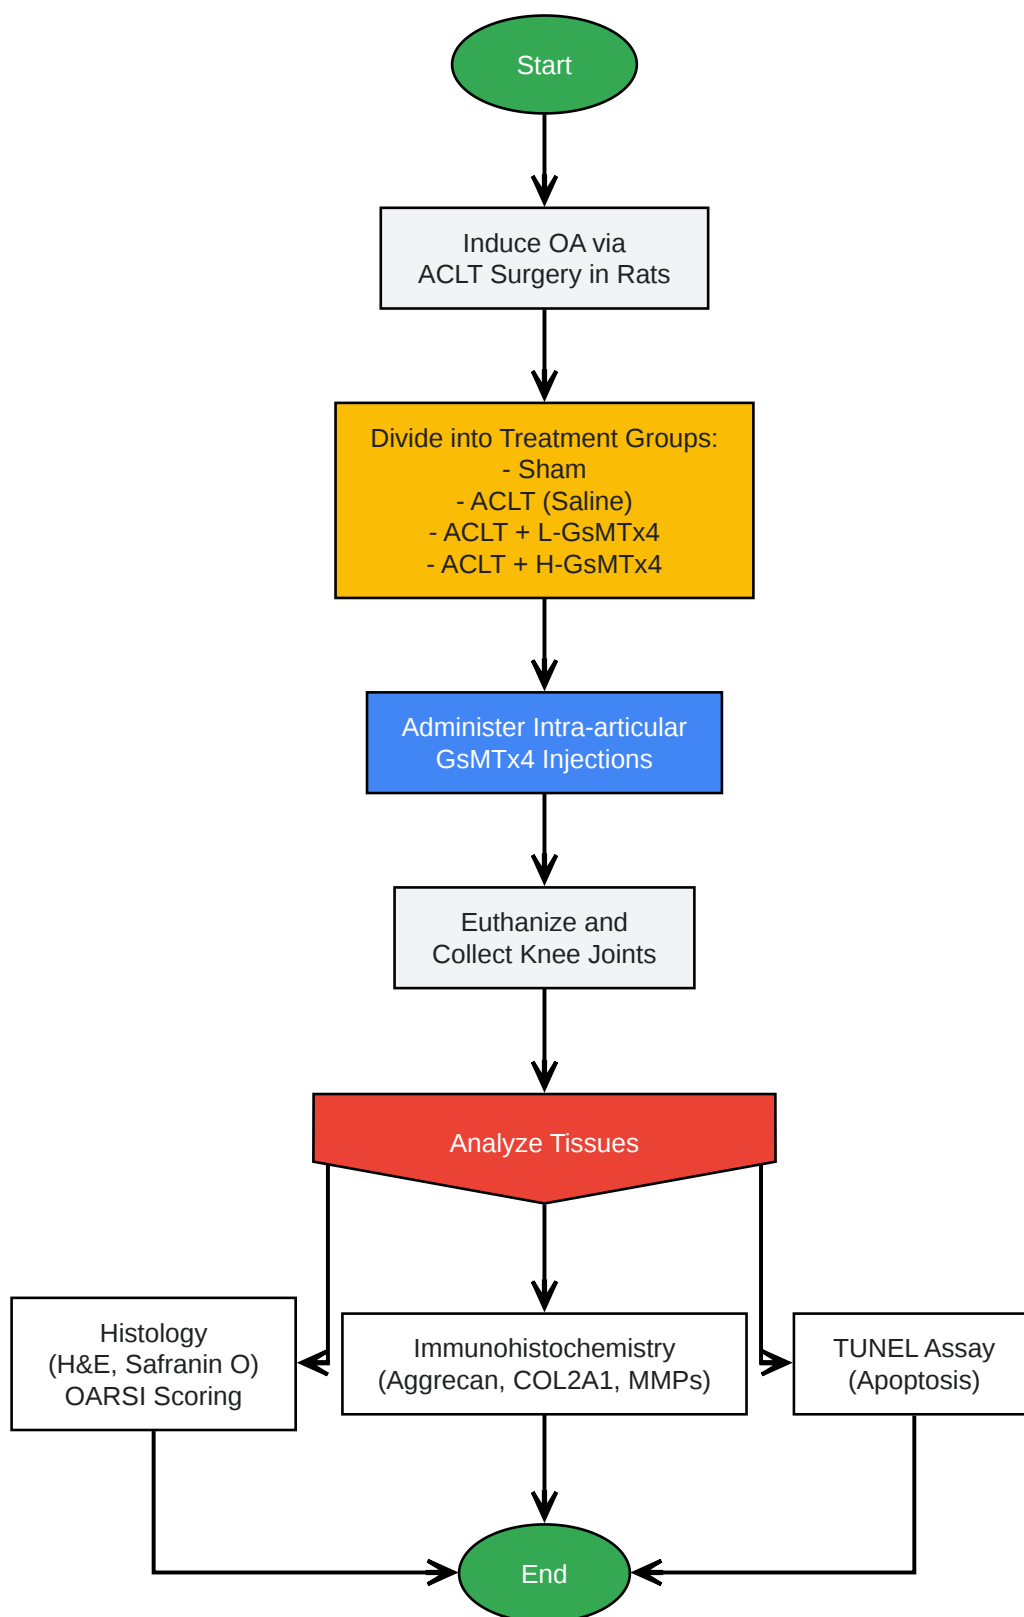 Start
Induce OA via
ACLT Surgery in Rats
Divide into Treatment Groups:
- Sham
- ACLT (Saline)
- ACLT + L-GsMTx4
- ACLT + H-GsMTx4
Administer Intra-articular
GsMTx4 Injections
Euthanize and
Collect Knee Joints
Analyze Tissues
Histology
(H&E, Safranin O)
OARSI Scoring
Immunohistochemistry
(Aggrecan, COL2A1, MMPs)
TUNEL Assay
(Apoptosis)
End